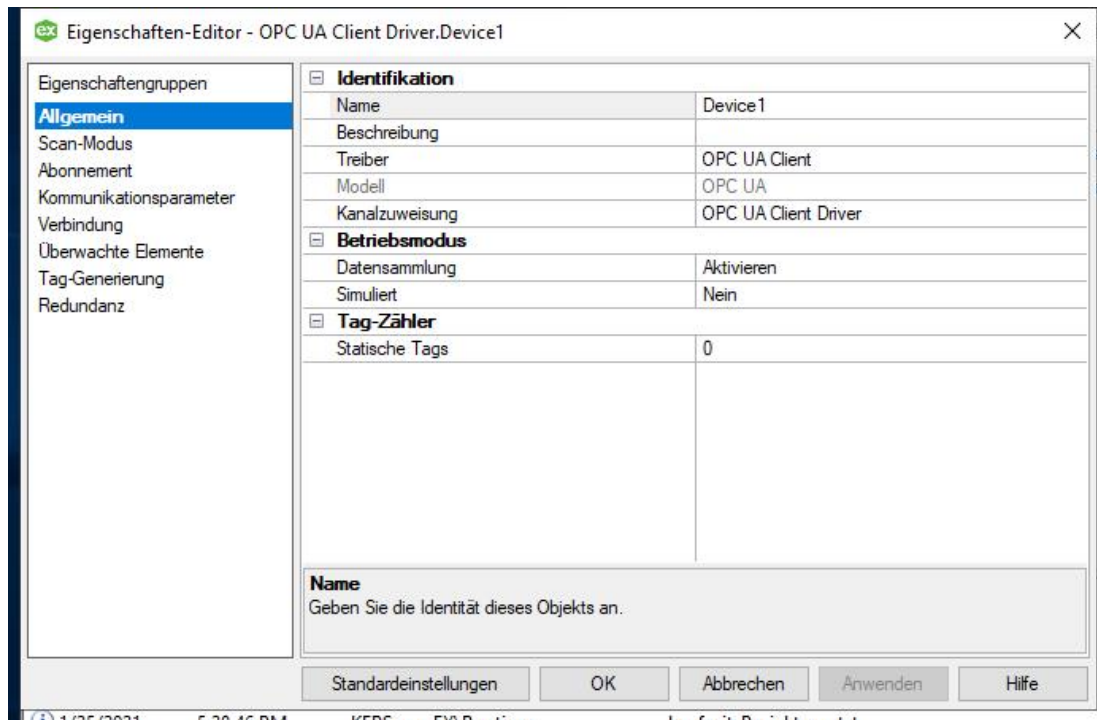 Eigenschaften-Editor - OPC UA Client Driver.Device1
Eigenschaftengruppen
Allgemein
Scan-Modus
Abonnement
Kommunikationsparameter
Verbindung
Überwachte Elemente
Tag-Generierung
Redundanz
Identifikation
Name Device1
Beschreibung
Treiber OPC UA Client
Modell OPC UA
Kanalzuweisung OPC UA Client Driver
Betriebsmodus
Datensammlung Aktivieren
Simuliert Nein
Tag-Zähler
Statische Tags 0
Name
Geben Sie die Identität dieses Objekts an.
Standardeinstellungen OK Abbrechen Anwenden Hilfe